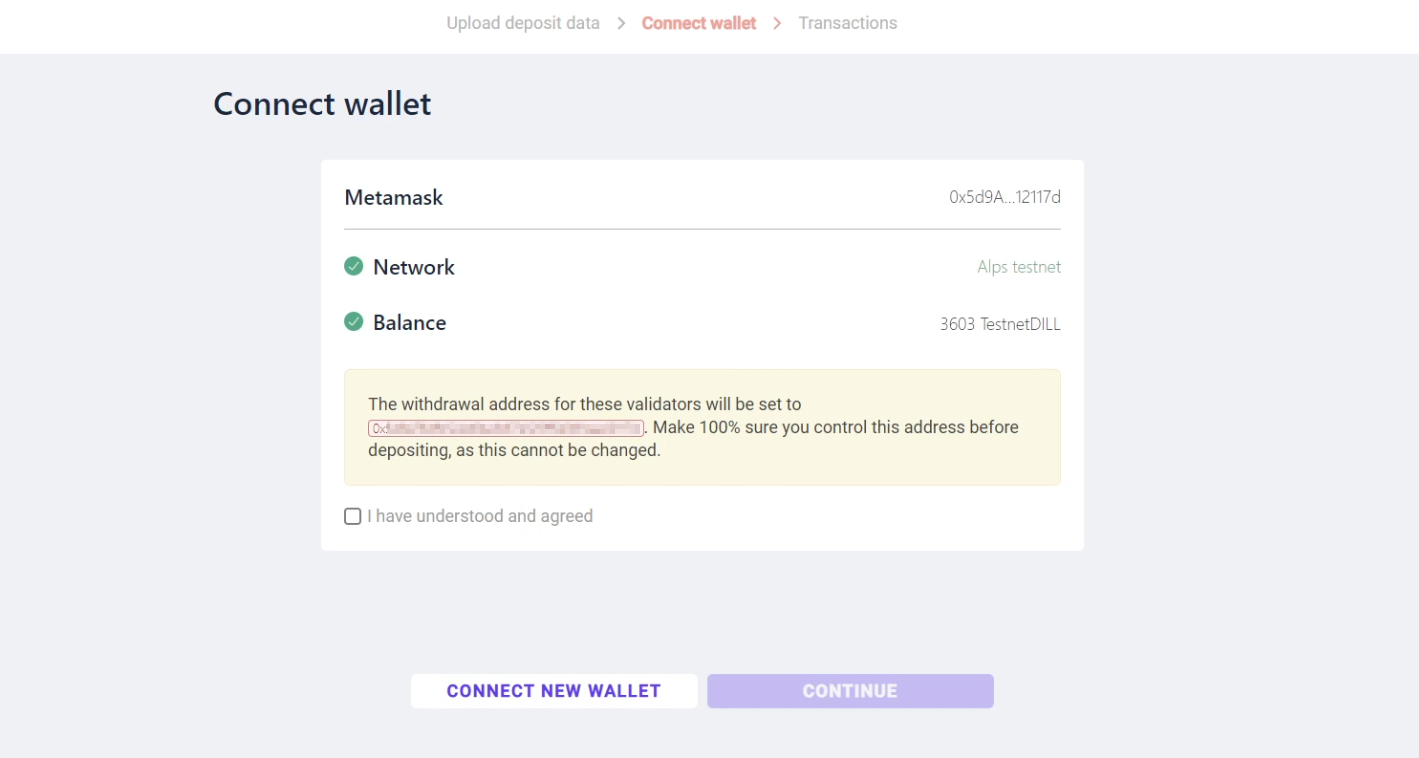 Upload deposit data > Connect wallet > Transactions
Connect wallet
Metamask 0x5d9A...12117d
Network Alps testnet
Balance 3603 TestnetDILL
The withdrawal address for these validators will be set to
. Make 100% sure you control this address before
depositing, as this cannot be changed.
I have understood and agreed
CONNECT NEW WALLET CONTINUE